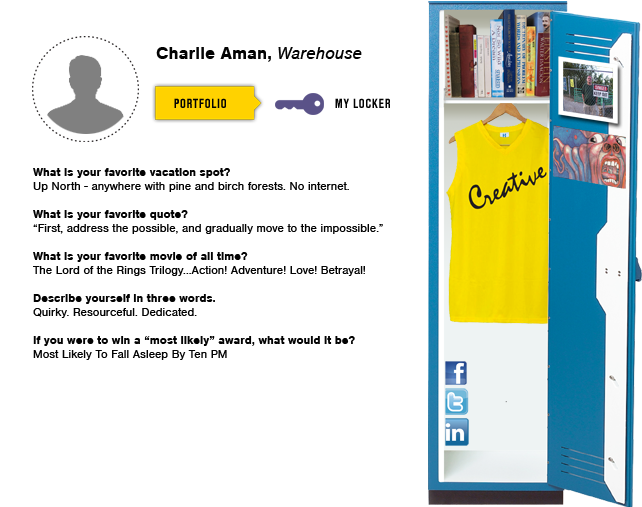 Charlie Aman, Warehouse
PORTFOLIO
MY LOCKER
What is your favorite vacation spot?
Up North - anywhere with pine and birch forests. No internet.
What is your favorite quote?
“First, address the possible, and gradually move to the impossible.”
What is your favorite movie of all time?
The Lord of the Rings Trilogy...Action! Adventure! Love! Betrayal!
Describe yourself in three words.
Quirky. Resourceful. Dedicated.
If you were to win a “most likely” award, what would it be?
Most Likely To Fall Asleep By Ten PM
Creative
f
t
in